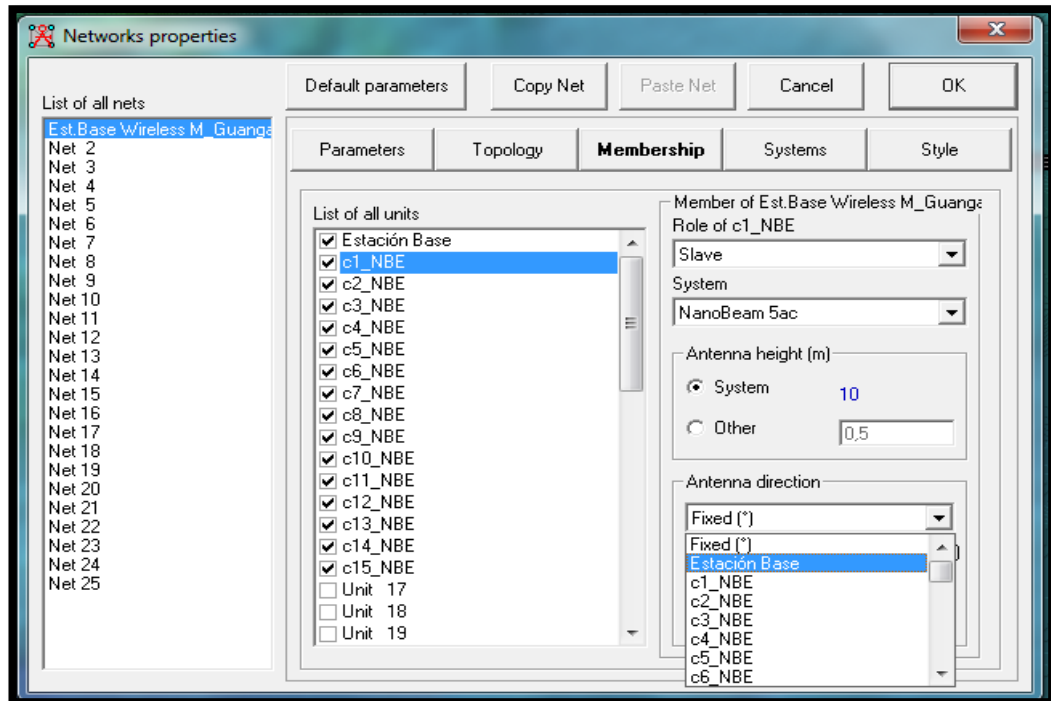 Networks properties
Default parameters
Copy Net
Paste Net
Cancel
OK
List of all nets
Est.Base Wireless M_Guanga
Net 2
Net 3
Net 4
Net 5
Net 6
Net 7
Net 8
Net 9
Net 10
Net 11
Net 12
Net 13
Net 14
Net 15
Net 16
Net 17
Net 18
Net 19
Net 20
Net 21
Net 22
Net 23
Net 24
Net 25
Parameters
Topology
Membership
Systems
Style
List of all units
Estación Base
c1_NBE
c2_NBE
c3_NBE
c4_NBE
c5_NBE
c6_NBE
c7_NBE
c8_NBE
c9_NBE
c10_NBE
c11_NBE
c12_NBE
c13_NBE
c14_NBE
c15_NBE
Unit 17
Unit 18
Unit 19
Member of Est.Base Wireless M_Guanga
Role of c1_NBE
Slave
System
NanoBeam 5ac
Antenna height (m)
System 10
Other 0,5
Antenna direction
Fixed (°)
Fixed (°)
Estación Base
c1_NBE
c2_NBE
c3_NBE
c4_NBE
c5_NBE
c6_NBE